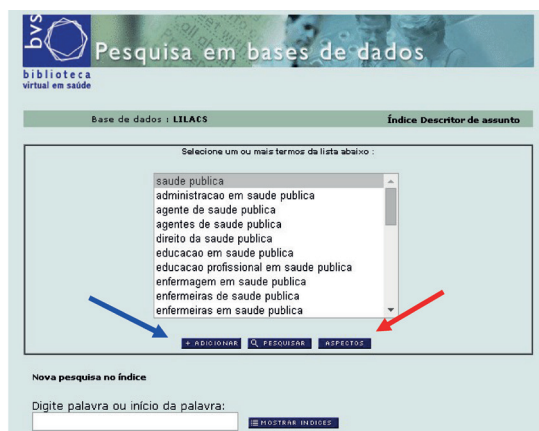 bvs
Pesquisa em bases de dados
biblioteca
virtual em saúde
Base de dados : LILACS
Índice Descritor de assunto
Selecione um ou mais termos da lista abaixo :
saude publica
administracao em saude publica
agente de saude publica
agentes de saude publica
direito da saude publica
educacao em saude publica
educacao profissional em saude publica
enfermagem em saude publica
enfermeiras de saude publica
enfermeiras em saude publica
+ ADICIONAR
PESQUISAR
ASPECTOS
Nova pesquisa no índice
Digite palavra ou início da palavra:
MOSTRAR INDICES